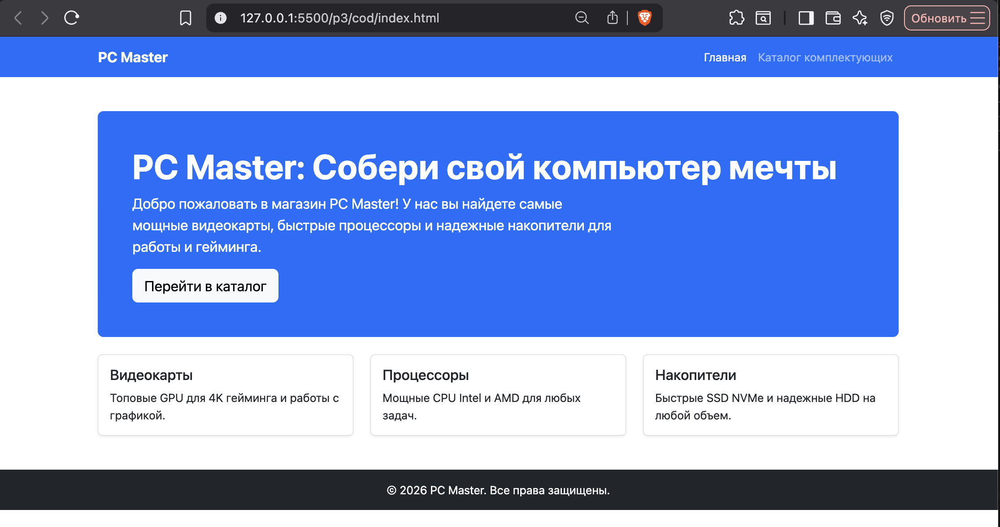 127.0.0.1:5500/p3/cod/index.html
Обновить
PC Master
Главная
Каталог комплектующих
PC Master: Собери свой компьютер мечты
Добро пожаловать в магазин PC Master! У нас вы найдете самые
мощные видеокарты, быстрые процессоры и надежные накопители для
работы и гейминга.
Перейти в каталог
Видеокарты
Топовые GPU для 4K гейминга и работы с
графикой.
Процессоры
Мощные CPU Intel и AMD для любых
задач.
Накопители
Быстрые SSD NVMe и надежные HDD на
любой объем.
© 2026 PC Master. Все права защищены.